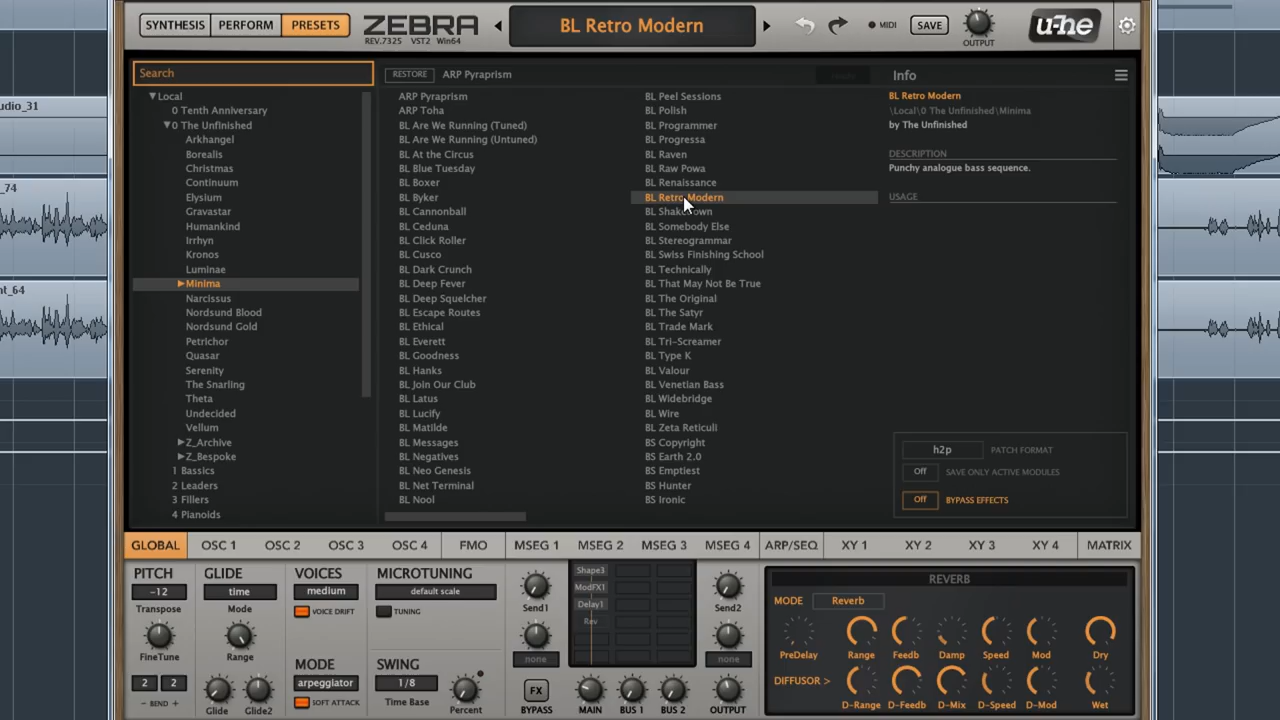 SYNTHESIS PERFORM PRESETS ZEBRA BL Retro Modern MIDI SAVE OUTPUT u-he
REV.7325 VST2 Win64
Search
RESTORE ARP Pyraprism Info
Local
0 Tenth Anniversary
0 The Unfinished
Arkhangel
Borealis
Christmas
Continuum
Elysium
Gravastar
Humankind
Irrhyn
Kronos
Luminae
Minima
Narcissus
Nordsund Blood
Nordsund Gold
Petrichor
Quasar
Serenity
The Snarling
Theta
Undecided
Vellum
Z_Archive
Z_Bespoke
1 Bassics
2 Leaders
3 Fillers
4 Pianoids
ARP Pyraprism
ARP Toha
BL Are We Running (Tuned)
BL Are We Running (Untuned)
BL At the Circus
BL Blue Tuesday
BL Boxer
BL Byker
BL Cannonball
BL Ceduna
BL Click Roller
BL Cusco
BL Dark Crunch
BL Deep Fever
BL Deep Squelcher
BL Escape Routes
BL Ethical
BL Everett
BL Goodness
BL Hanks
BL Join Our Club
BL Latus
BL Lucify
BL Matilde
BL Messages
BL Negatives
BL Neo Genesis
BL Net Terminal
BL Nool
BL Peel Sessions
BL Polish
BL Programmer
BL Progressa
BL Raven
BL Raw Powa
BL Renaissance
BL Retro Modern
BL Shakedown
BL Somebody Else
BL Stereogrammar
BL Swiss Finishing School
BL Technically
BL That May Not Be True
BL The Original
BL The Satyr
BL Trade Mark
BL Tri-Screamer
BL Type K
BL Valour
BL Venetian Bass
BL Widebridge
BL Wire
BL Zeta Reticuli
BS Copyright
BS Earth 2.0
BS Emptiest
BS Hunter
BS Ironic
BL Retro Modern
\Local\0 The Unfinished\Minima
by The Unfinished
DESCRIPTION
Punchy analogue bass sequence.
USAGE
h2p PATCH FORMAT
Off SAVE ONLY ACTIVE MODULES
Off BYPASS EFFECTS
udio_31
_74
nt_64
GLOBAL OSC 1 OSC 2 OSC 3 OSC 4 FMO MSEG 1 MSEG 2 MSEG 3 MSEG 4 ARP/SEQ XY 1 XY 2 XY 3 XY 4 MATRIX
PITCH
-12
Transpose
FineTune
2 2
- BEND +
GLIDE
time
Mode
Range
Glide Glide2
VOICES
medium
VOICE DRIFT
MODE
arpeggiator
SOFT ATTACK
MICROTUNING
default scale
TUNING
SWING
1/8
Time Base
Percent
Send1
none
FX
BYPASS
Shape3
ModFX1
Delay1
Rev
MAIN BUS 1 BUS 2
Send2
none
OUTPUT
REVERB
MODE Reverb
PreDelay Range Feedb Damp Speed Mod Dry
DIFFUSOR >
D-Range D-Feedb D-Mix D-Speed D-Mod Wet